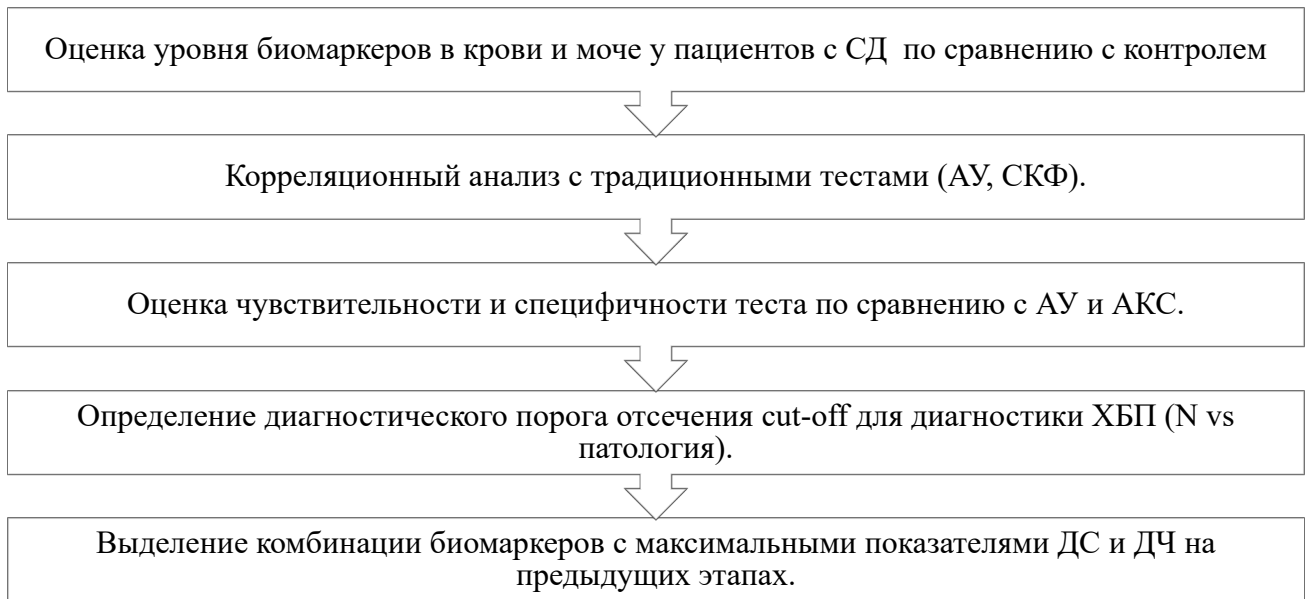 Оценка уровня биомаркеров в крови и моче у пациентов с СД  по сравнению с контролем
Корреляционный анализ с традиционными тестами (АУ, СКФ).
Оценка чувствительности и специфичности теста по сравнению с АУ и АКС.
Определение диагностического порога отсечения cut-off для диагностики ХБП (N vs
патология).
Выделение комбинации биомаркеров с максимальными показателями ДС и ДЧ на
предыдущих этапах.